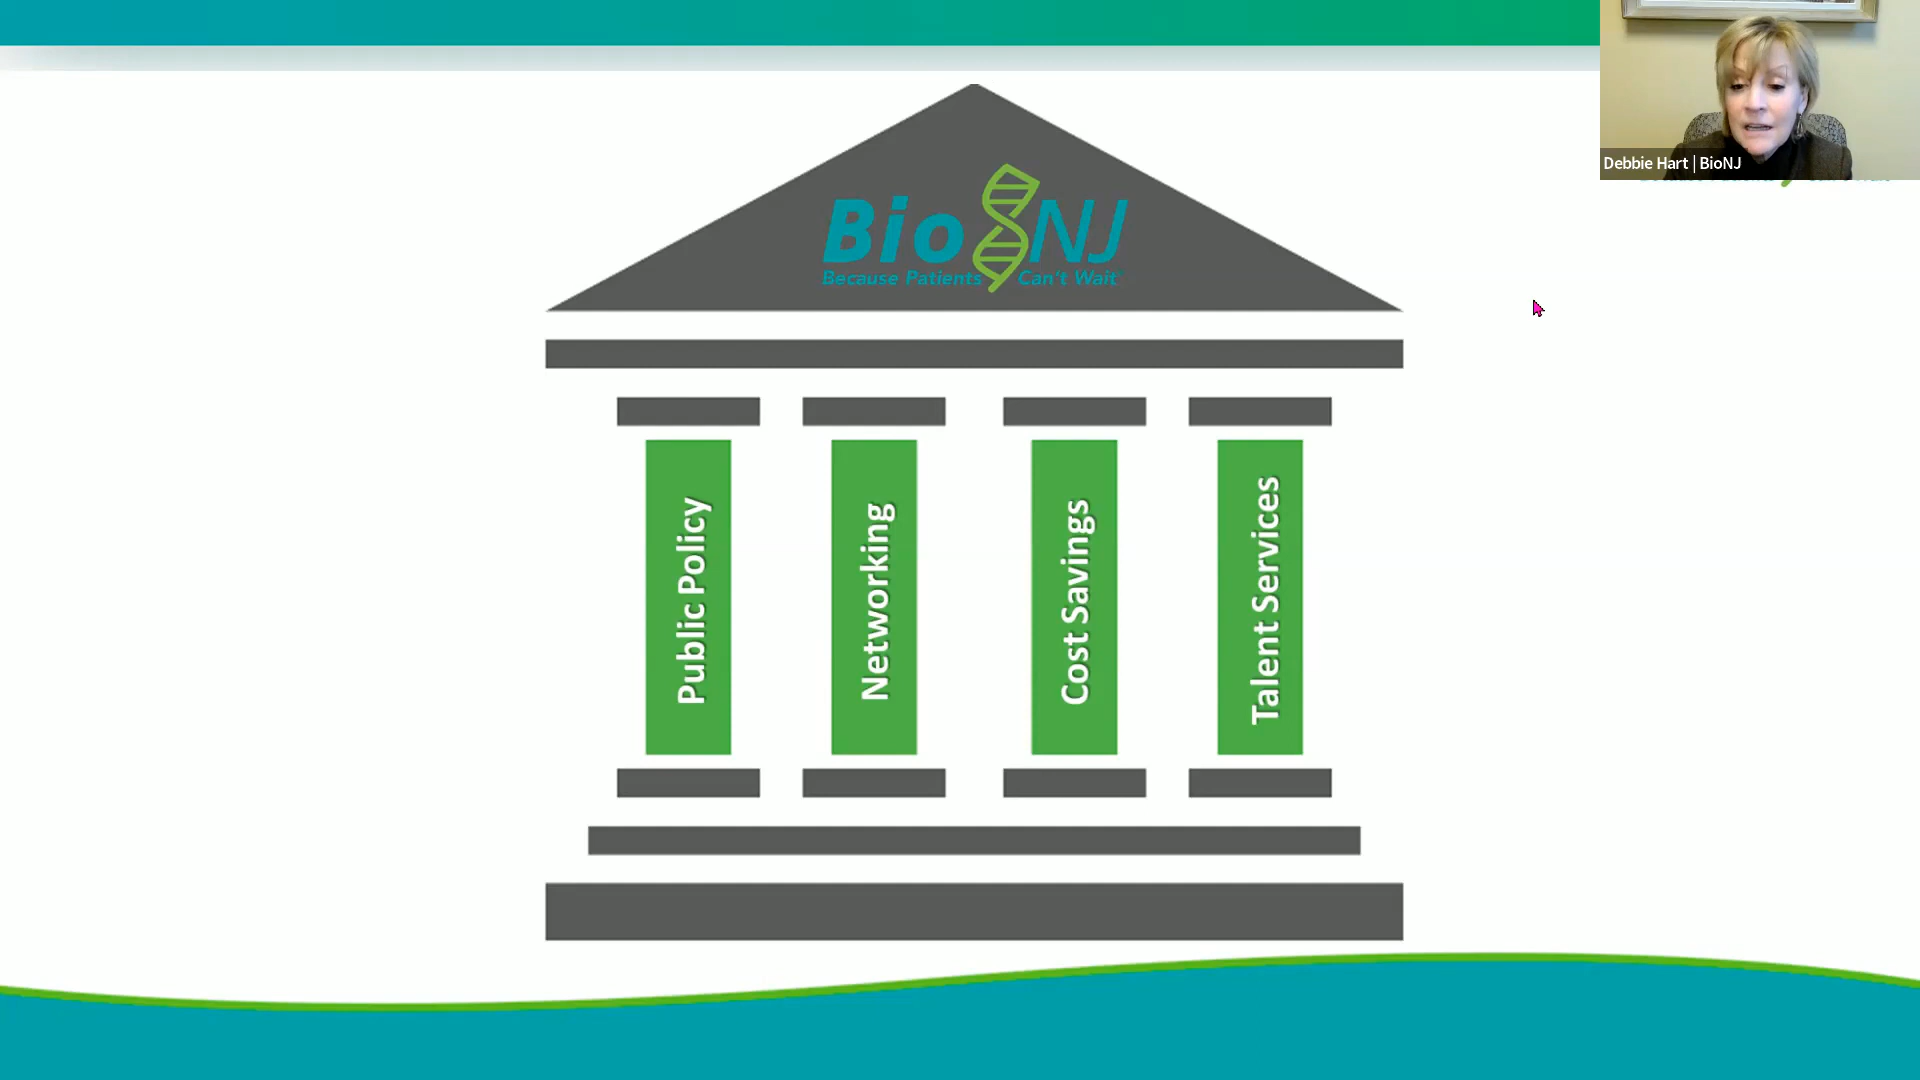 Debbie Hart | BioNJ
BioNJ
Because Patients Can't Wait
Public Policy
Networking
Cost Savings
Talent Services